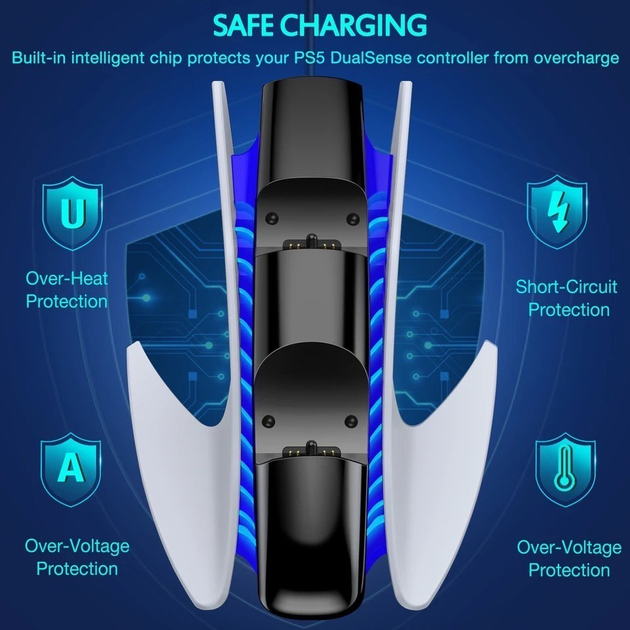 SAFE CHARGING
Built-in intelligent chip protects your PS5 DualSense controller from overcharge
U
Over-Heat
Protection
Short-Circuit
Protection
A
Over-Voltage
Protection
Over-Voltage
Protection